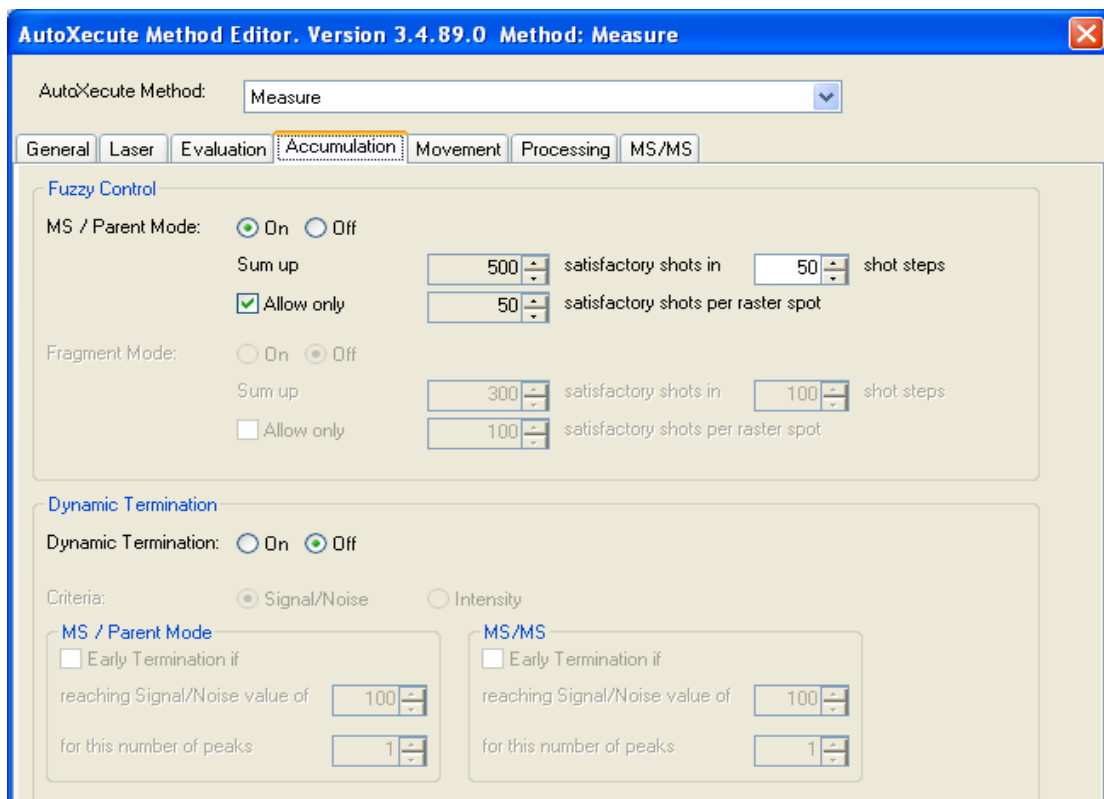 AutoXecute Method Editor. Version 3.4.89.0 Method: Measure
AutoXecute Method: Measure
General Laser Evaluation Accumulation Movement Processing MS/MS
Fuzzy Control
MS / Parent Mode: On Off
Sum up 500 satisfactory shots in 50 shot steps
Allow only 50 satisfactory shots per raster spot
Fragment Mode: On Off
Sum up 300 satisfactory shots in 100 shot steps
Allow only 100 satisfactory shots per raster spot
Dynamic Termination
Dynamic Termination: On Off
Criteria: Signal/Noise Intensity
MS / Parent Mode MS/MS
Early Termination if Early Termination if
reaching Signal/Noise value of 100 reaching Signal/Noise value of 100
for this number of peaks 1 for this number of peaks 1